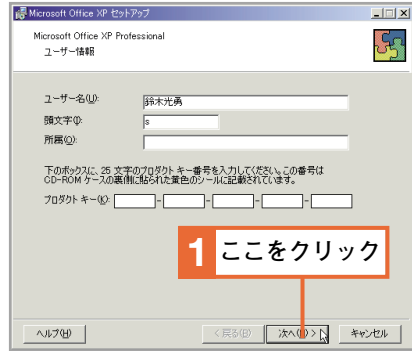 Microsoft Office XP セットアップ
Microsoft Office XP Professional
ユーザー情報
ユーザー名(U): 鈴木光勇
頭文字(I): s
所属(O):
下のボックスに、25 文字のプロダクト キー番号を入力してください。この番号は
CD-ROM ケースの裏側に貼られた黄色のシールに記載されています。
プロダクト キー(K): - - - -
1 ここをクリック
ヘルプ(H) < 戻る(B) 次へ(N) > キャンセル